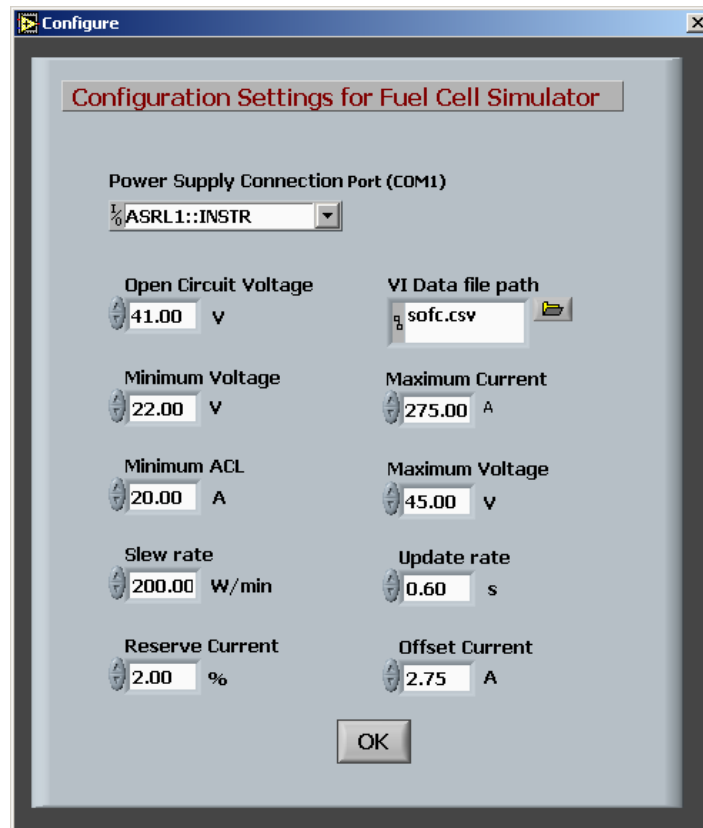 Configure
Configuration Settings for Fuel Cell Simulator
Power Supply Connection Port (COM1)
I/O ASRL1::INSTR
Open Circuit Voltage
41.00 V
VI Data file path
sofc.csv
Minimum Voltage
22.00 V
Maximum Current
275.00 A
Minimum ACL
20.00 A
Maximum Voltage
45.00 V
Slew rate
200.00 W/min
Update rate
0.60 s
Reserve Current
2.00 %
Offset Current
2.75 A
OK